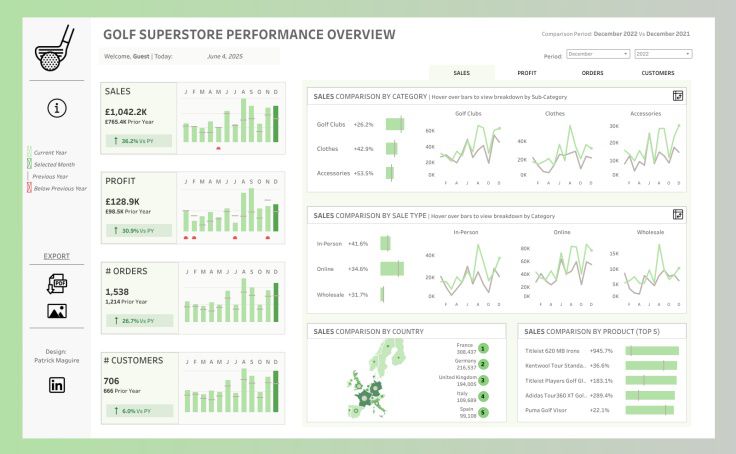 GOLF SUPERSTORE PERFORMANCE OVERVIEW
Comparison Period: December 2022 Vs December 2021
Welcome, Guest | Today: June 4, 2025
Period: December 2022
SALES PROFIT ORDERS CUSTOMERS
i
Current Year
Selected Month
Previous Year
Below Previous Year
EXPORT
PDF
Design:
Patrick Maguire
in
SALES
£1,042.2K
£765.4K Prior Year
↑ 36.2% Vs PY
J F M A M J J A S O N D
PROFIT
£128.9K
£98.5K Prior Year
↑ 30.9% Vs PY
J F M A M J J A S O N D
# ORDERS
1,538
1,214 Prior Year
↑ 26.7% Vs PY
J F M A M J J A S O N D
# CUSTOMERS
706
666 Prior Year
↑ 6.0% Vs PY
J F M A M J J A S O N D
SALES COMPARISON BY CATEGORY | Hover over bars to view breakdown by Sub-Category
Golf Clubs Clothes Accessories
Golf Clubs +26.2%
Clothes +42.9%
Accessories +53.5%
60K
40K
20K
0K
F A J A O D
40K
20K
0K
F A J A O D
30K
20K
10K
0K
F A J A O D
SALES COMPARISON BY SALE TYPE | Hover over bars to view breakdown by Category
In-Person Online Wholesale
In-Person +41.6%
Online +34.6%
Wholesale +31.7%
40K
20K
0K
F A J A O D
80K
60K
40K
20K
0K
F A J A O D
15K
10K
5K
0K
F A J A O D
SALES COMPARISON BY COUNTRY
France
308,437 1
Germany
216,537 2
United Kingdom
194,005 3
Italy
109,689 4
Spain
99,108 5
SALES COMPARISON BY PRODUCT (TOP 5)
Titleist 620 MB Irons +945.7%
Kentwool Tour Standa.. +36.6%
Titleist Players Golf Gl.. +183.1%
Adidas Tour360 XT Gol.. +289.4%
Puma Golf Visor +22.1%